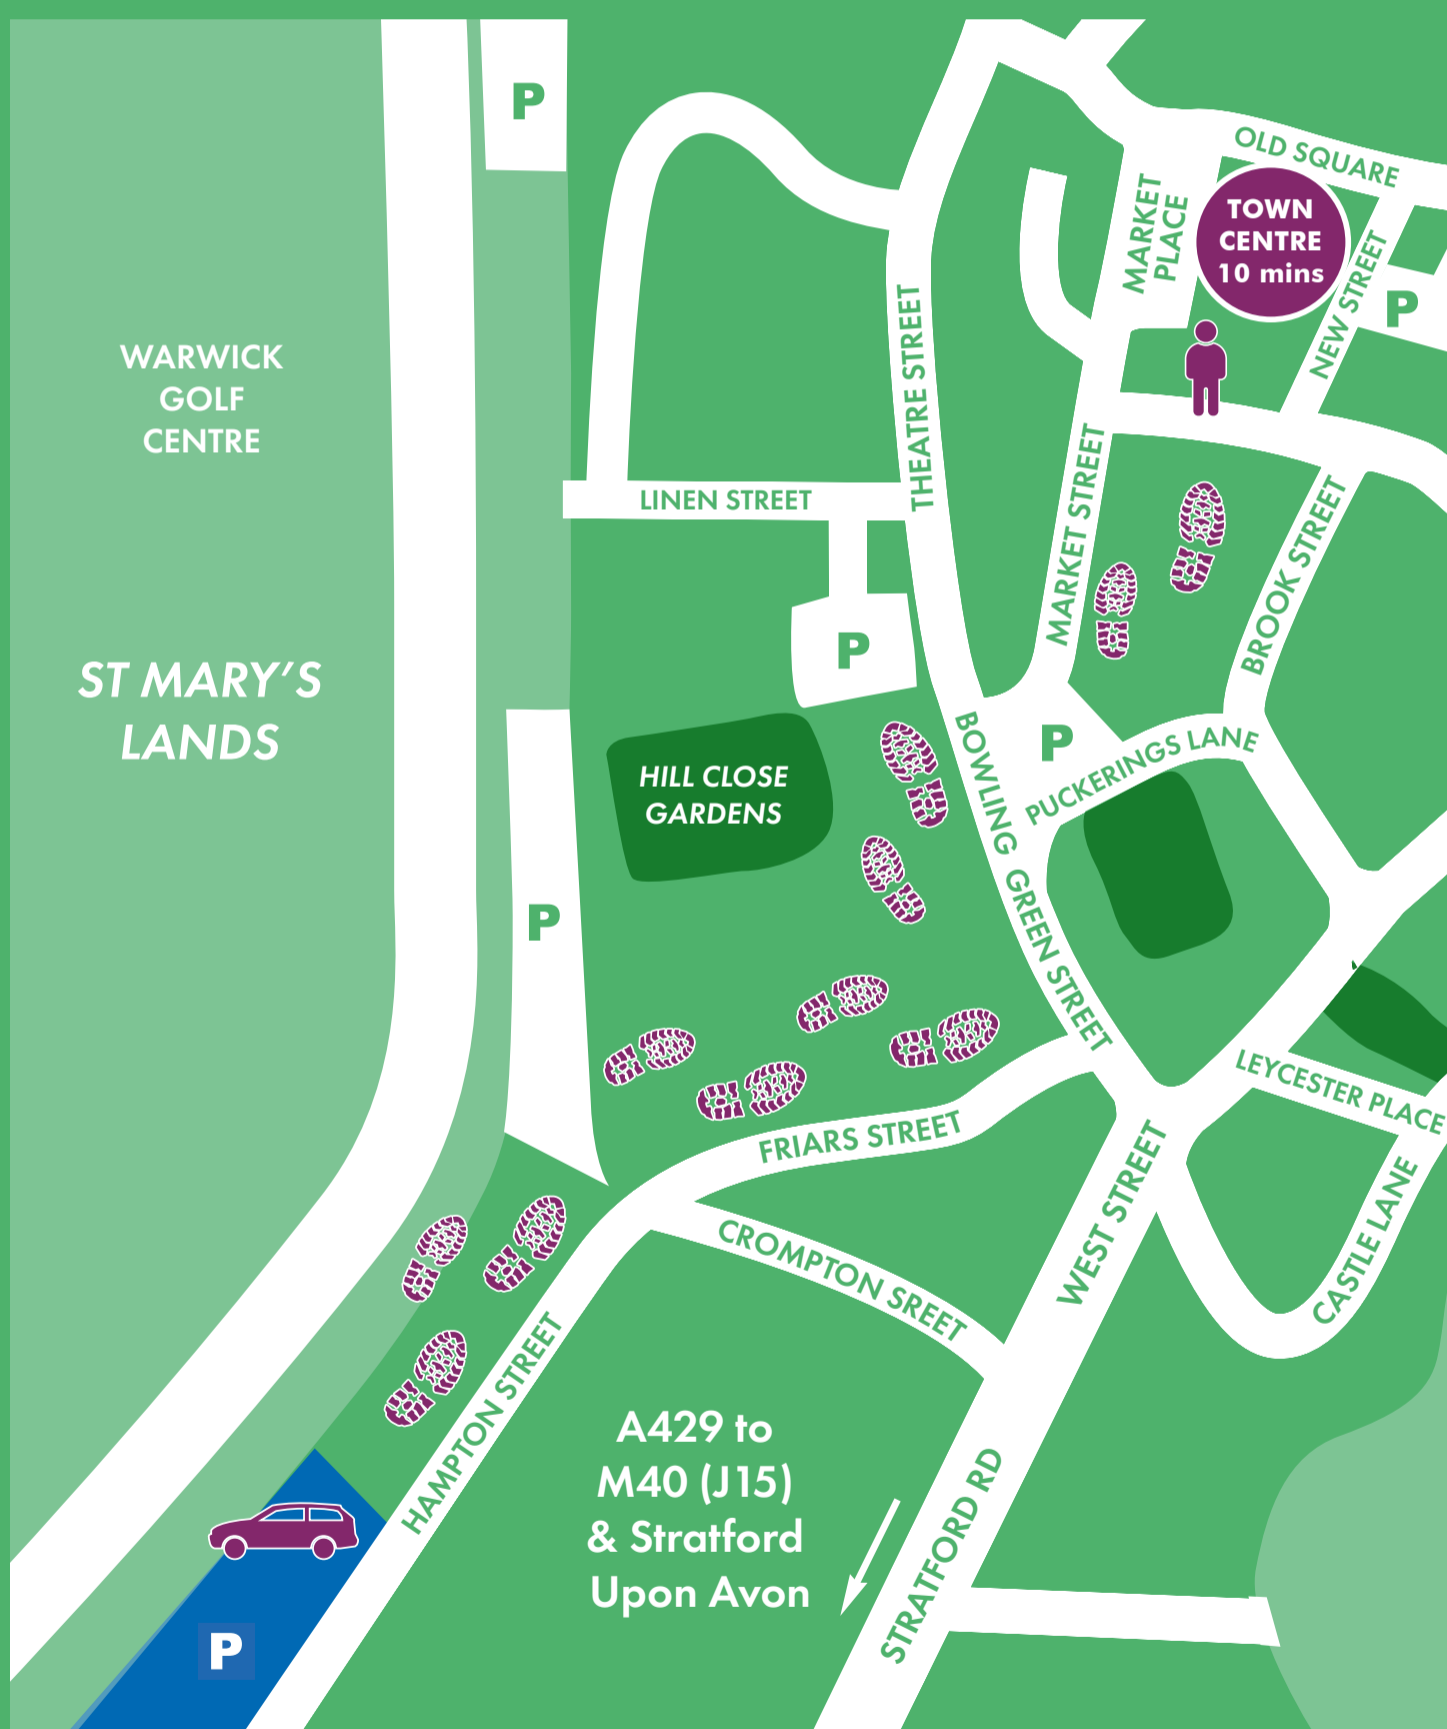 P
OLD SQUARE
MARKET
PLACE
TOWN
CENTRE
10 mins
NEW STREET
P
THEATRE STREET
WARWICK
GOLF
CENTRE
LINEN STREET
MARKET STREET
BROOK STREET
P
ST MARY’S
LANDS
P
BOWLING GREEN STREET
PUCKERINGS LANE
HILL CLOSE
GARDENS
P
LEYCESTER PLACE
FRIARS STREET
WEST STREET
CASTLE LANE
CROMPTON SREET
HAMPTON STREET
A429 to
M40 (J15)
& Stratford
Upon Avon
STRATFORD RD
P